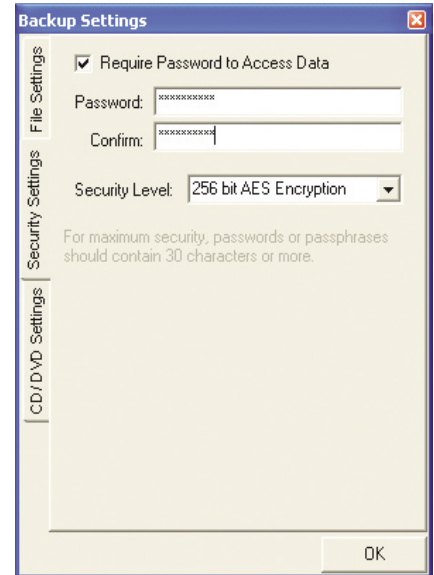 Backup Settings
File Settings
Security Settings
CD/DVD Settings
Require Password to Access Data
Password: **********
Confirm: **********
Security Level: 256 bit AES Encryption
For maximum security, passwords or passphrases
should contain 30 characters or more.
OK